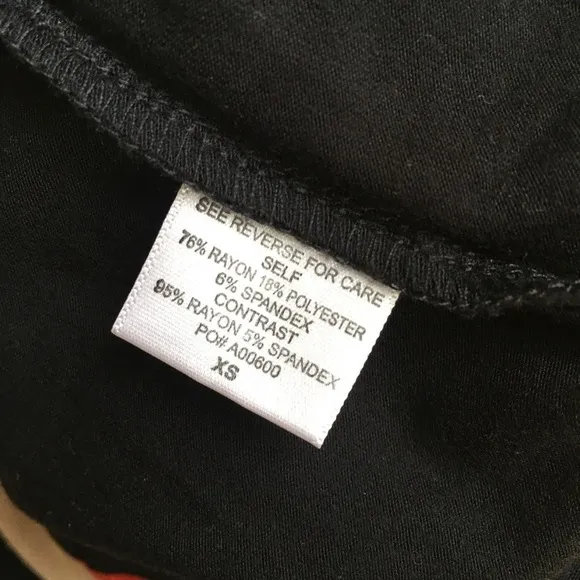 SEE REVERSE FOR CARE
SELF
76% RAYON 18% POLYESTER
6% SPANDEX
CONTRAST
95% RAYON 5% SPANDEX
PO# A00600
XS